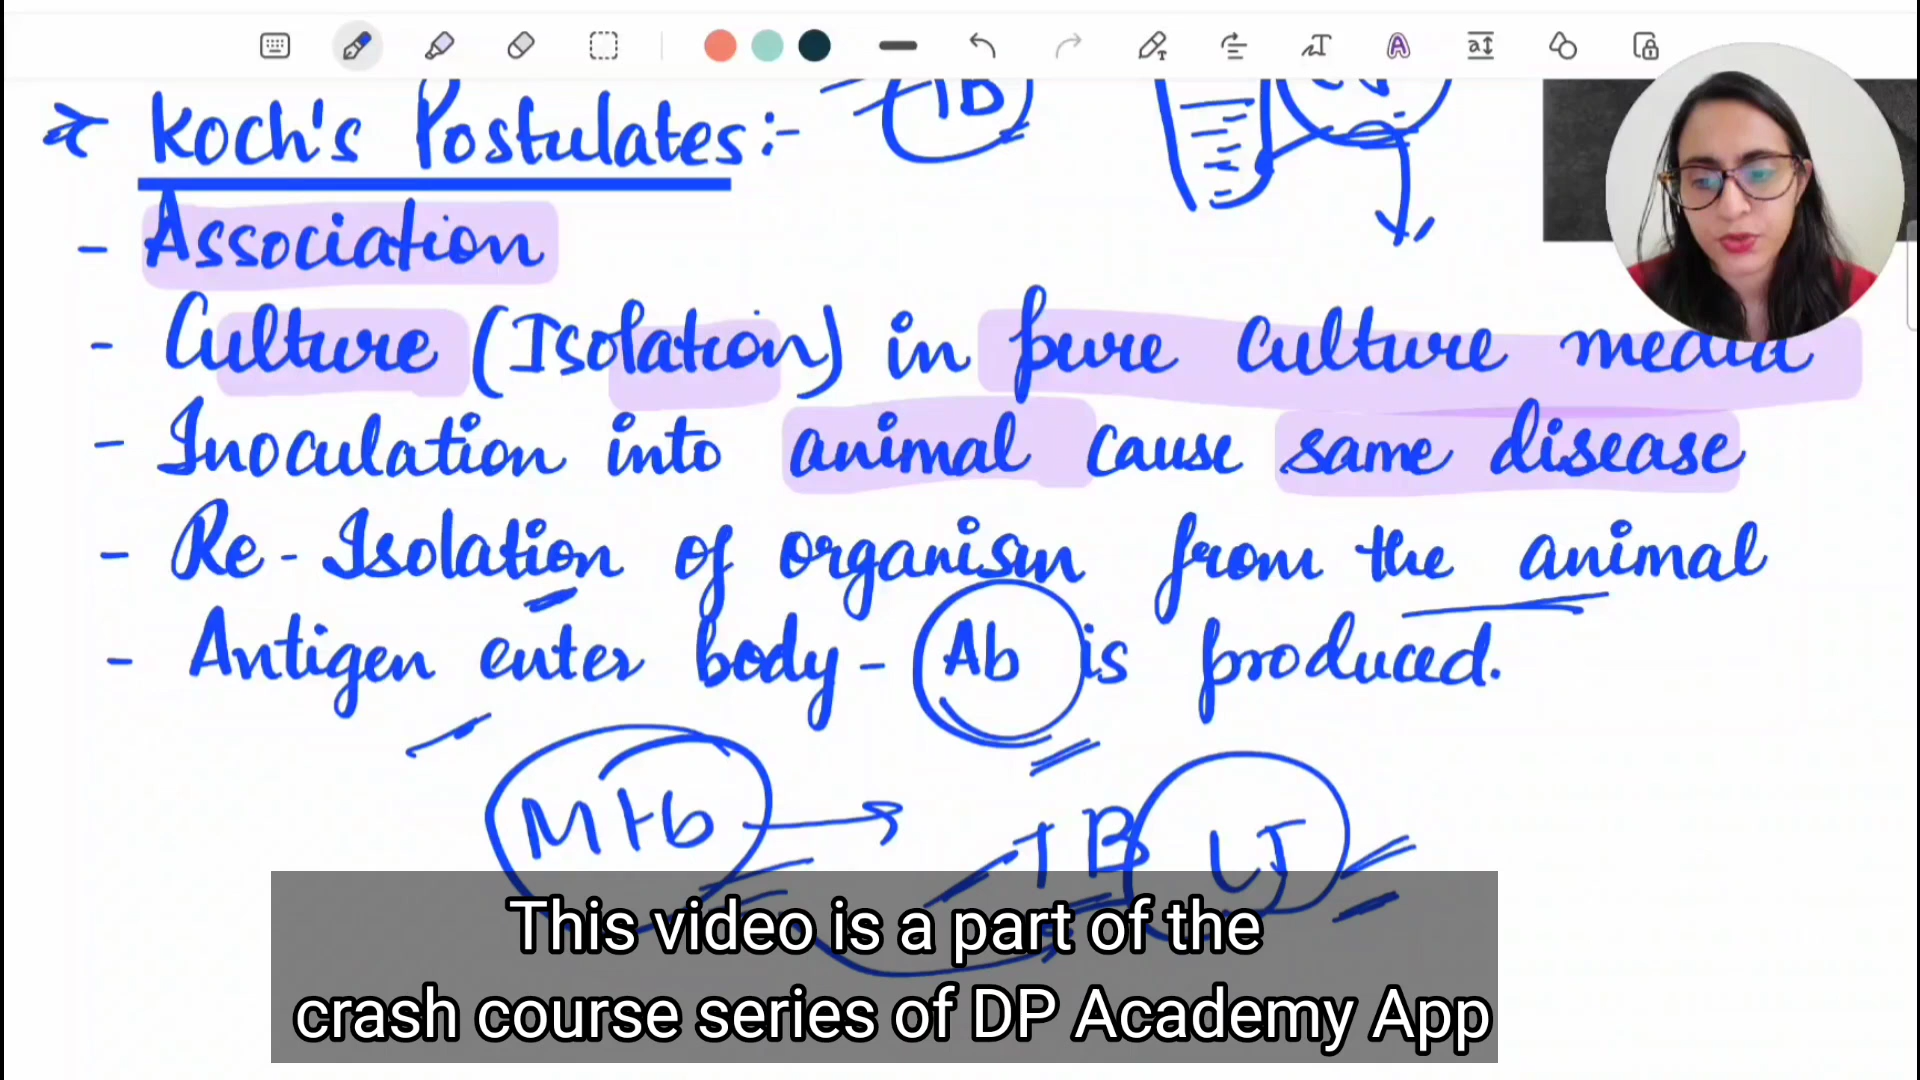 TB
Koch's Postulates:-
- Association
- Culture (Isolation) in pure culture media
- Inoculation into animal cause same disease
- Re-Isolation of organism from the animal
- Antigen enter body - Ab is produced.
Mtb → TB LJ
This video is a part of the
crash course series of DP Academy App